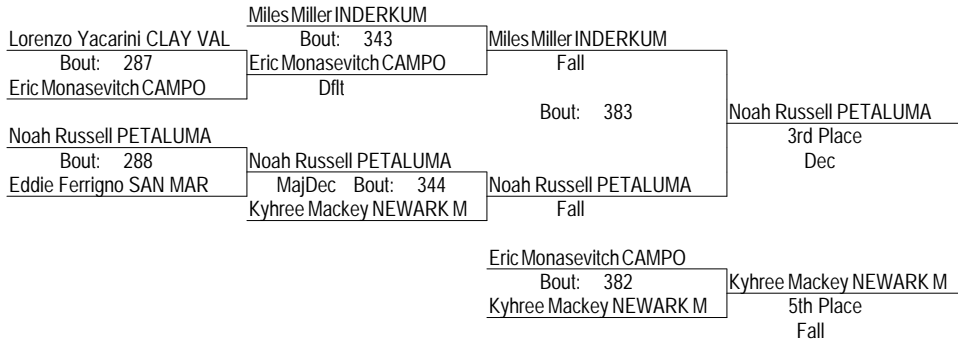 Miles Miller INDERKUM
Lorenzo Yacarini CLAY VAL
Bout: 343
Miles Miller INDERKUM
Bout: 287
Eric Monasevitch CAMPO
Fall
Eric Monasevitch CAMPO
Dflt
Bout: 383
Noah Russell PETALUMA
Noah Russell PETALUMA
3rd Place
Bout: 288
Noah Russell PETALUMA
Dec
Eddie Ferrigno SAN MAR
MajDec Bout: 344
Noah Russell PETALUMA
Kyhree Mackey NEWARK M
Fall
Eric Monasevitch CAMPO
Bout: 382
Kyhree Mackey NEWARK M
Kyhree Mackey NEWARK M
5th Place
Fall